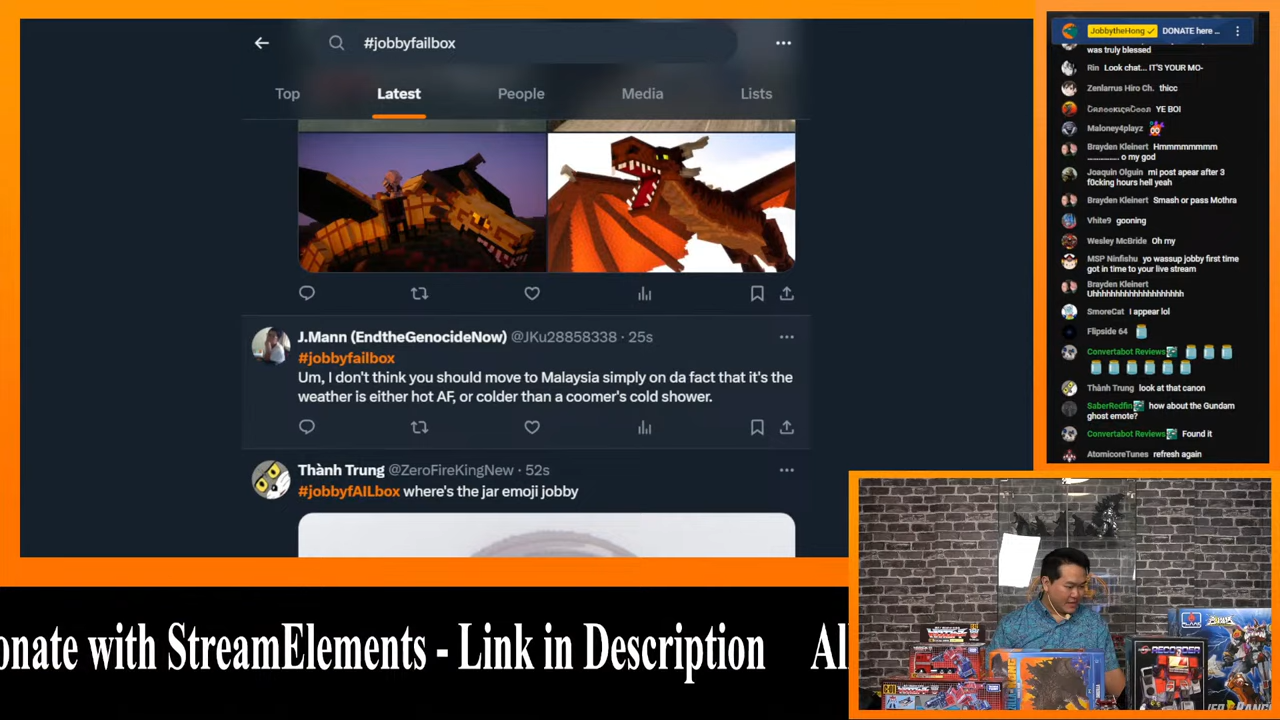 #jobbyfailbox
Top
Latest
People
Media
Lists
J.Mann (EndtheGenocideNow) @JKu28858338 · 25s
#jobbyfailbox
Um, I don't think you should move to Malaysia simply on da fact that it's the
weather is either hot AF, or colder than a coomer's cold shower.
Thành Trung @ZeroFireKingNew · 52s
#jobbyfAILbox where's the jar emoji jobby
JobbytheHong DONATE here ...
was truly blessed
Rin Look chat... IT'S YOUR MO-
Zenlarrus Hiro Ch. thicc
YE BOI
Maloney4playz
Brayden Kleinert Hmmmmmmmm
................ o my god
Joaquin Olguin mi post apear after 3
f0cking hours hell yeah
Brayden Kleinert Smash or pass Mothra
Vhite9 gooning
Wesley McBride Oh my
MSP Ninfishu yo wassup jobby first time
got in time to your live stream
Brayden Kleinert
Uhhhhhhhhhhhhhhhhhhh
SmoreCat I appear lol
Flipside 64
Convertabot Reviews
Thành Trung look at that canon
SaberRedfin how about the Gundam
ghost emote?
Convertabot Reviews Found it
AtomicoreTunes refresh again
onate with StreamElements - Link in Description Al
RECORDER